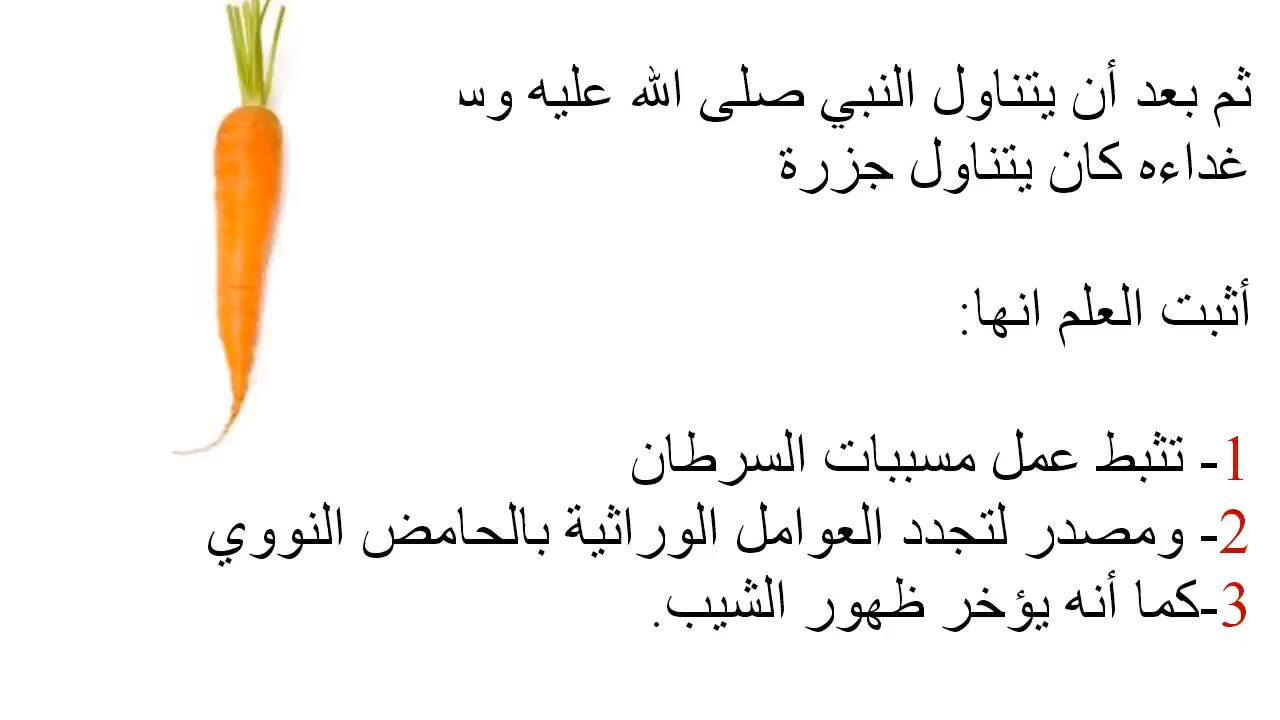 ثم بعد أن يتناول النبي صلى الله عليه وس
غداءه كان يتناول جزرة
أثبت العلم انها:
1- تثبط عمل مسببات السرطان
2- ومصدر لتجدد العوامل الوراثية بالحامض النووي
3-كما أنه يؤخر ظهور الشيب.